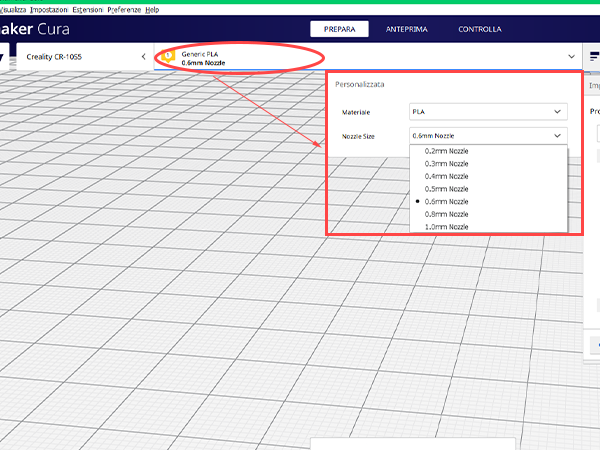 Visualizza Impostazioni Estensioni Preferenze Help
maker Cura
PREPARA
ANTEPRIMA
CONTROLLA
Creality CR-10S5
1
Generic PLA
0.6mm Nozzle
Personalizzata
Imp
Materiale
PLA
Pro
Nozzle Size
0.6mm Nozzle
0.2mm Nozzle
0.3mm Nozzle
0.4mm Nozzle
0.5mm Nozzle
0.6mm Nozzle
0.8mm Nozzle
1.0mm Nozzle